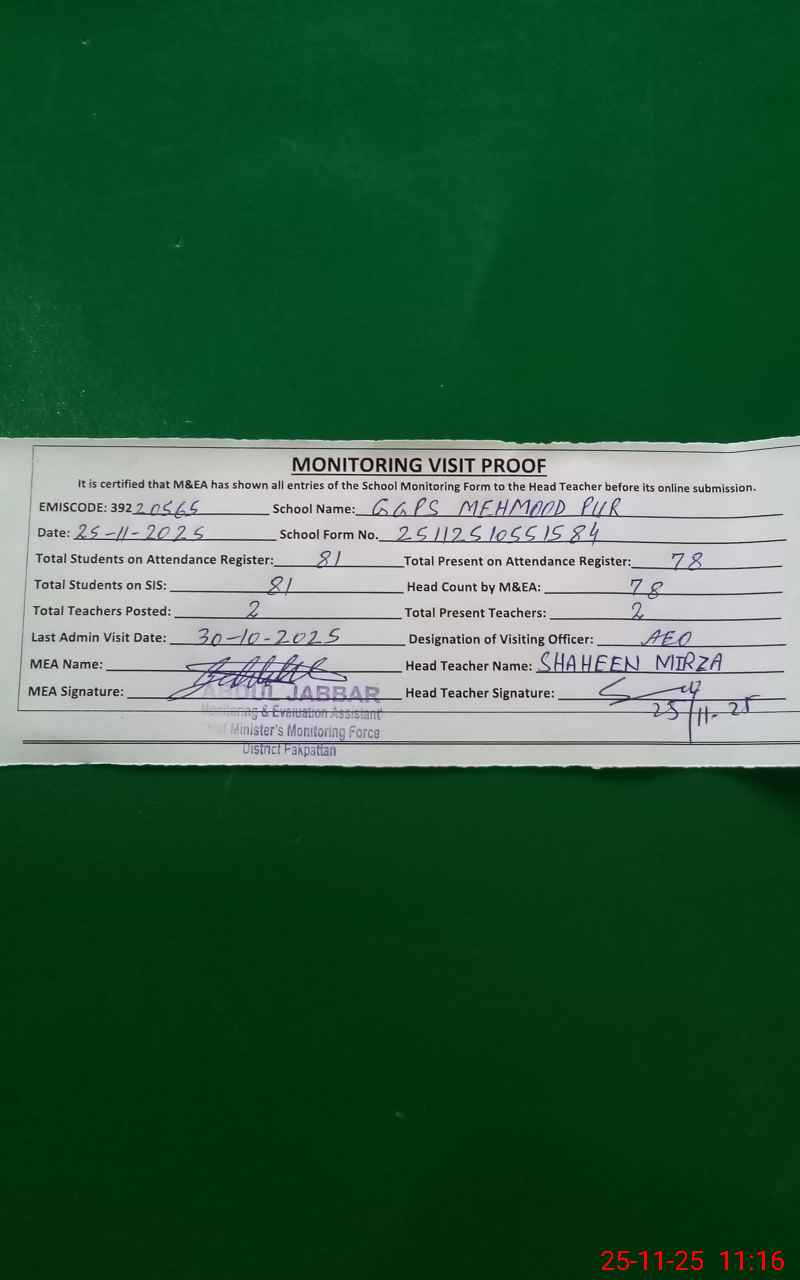 MONITORING VISIT PROOF
It is certified that M&EA has shown all entries of the School Monitoring Form to the Head Teacher before its online submission.
EMISCODE: 39220565 School Name: GGPS MEHMOOD PUR
Date: 25-11-2025 School Form No. 25112510551584
Total Students on Attendance Register: 81 Total Present on Attendance Register: 78
Total Students on SIS: 81 Head Count by M&EA: 78
Total Teachers Posted: 2 Total Present Teachers: 2
Last Admin Visit Date: 30-10-2025 Designation of Visiting Officer: AEO
MEA Name: Head Teacher Name: SHAHEEN MIRZA
MEA Signature: ABDUL JABBAR Head Teacher Signature:
25/11-25
Monitoring & Evaluation Assistant
Minister's Monitoring Force
District Pakpattan
25-11-25 11:16